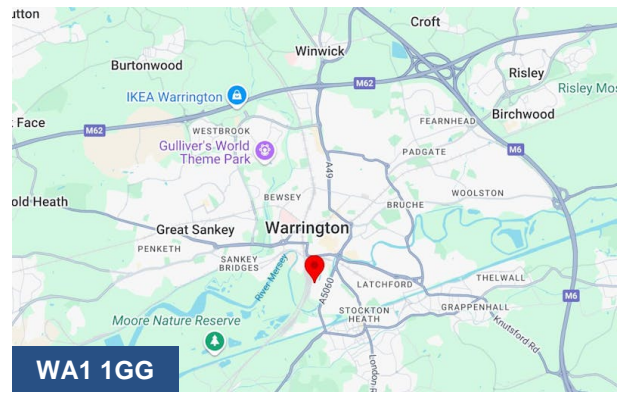 utton
Croft
Winwick
Burtonwood
Risley
M62
Risley Mos
IKEA Warrington
Birchwood
Face
M62
FEARNHEAD
WESTBROOK
Gulliver's World
Theme Park
M6
PADGATE
A49
BEWSEY
WOOLSTON
old Heath
BRUCHE
Great Sankey
Warrington
PENKETH
SANKEY
BRIDGES
River Mersey
A5060
LATCHFORD
THELWALL
M6
STOCKTON
HEATH
GRAPPENHALL
Moore Nature Reserve
Knutsford Rd
London Road
WA1 1GG